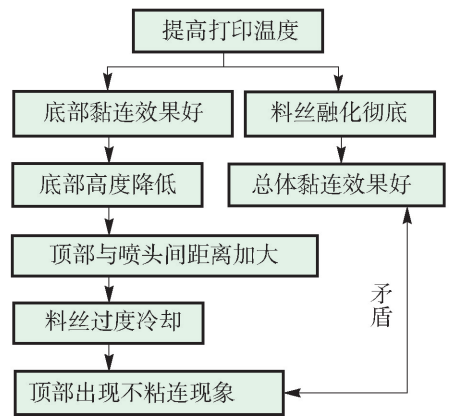 提高打印温度
底部黏连效果好
料丝融化彻底
底部高度降低
总体黏连效果好
顶部与喷头间距离加大
料丝过度冷却
矛盾
顶部出现不粘连现象